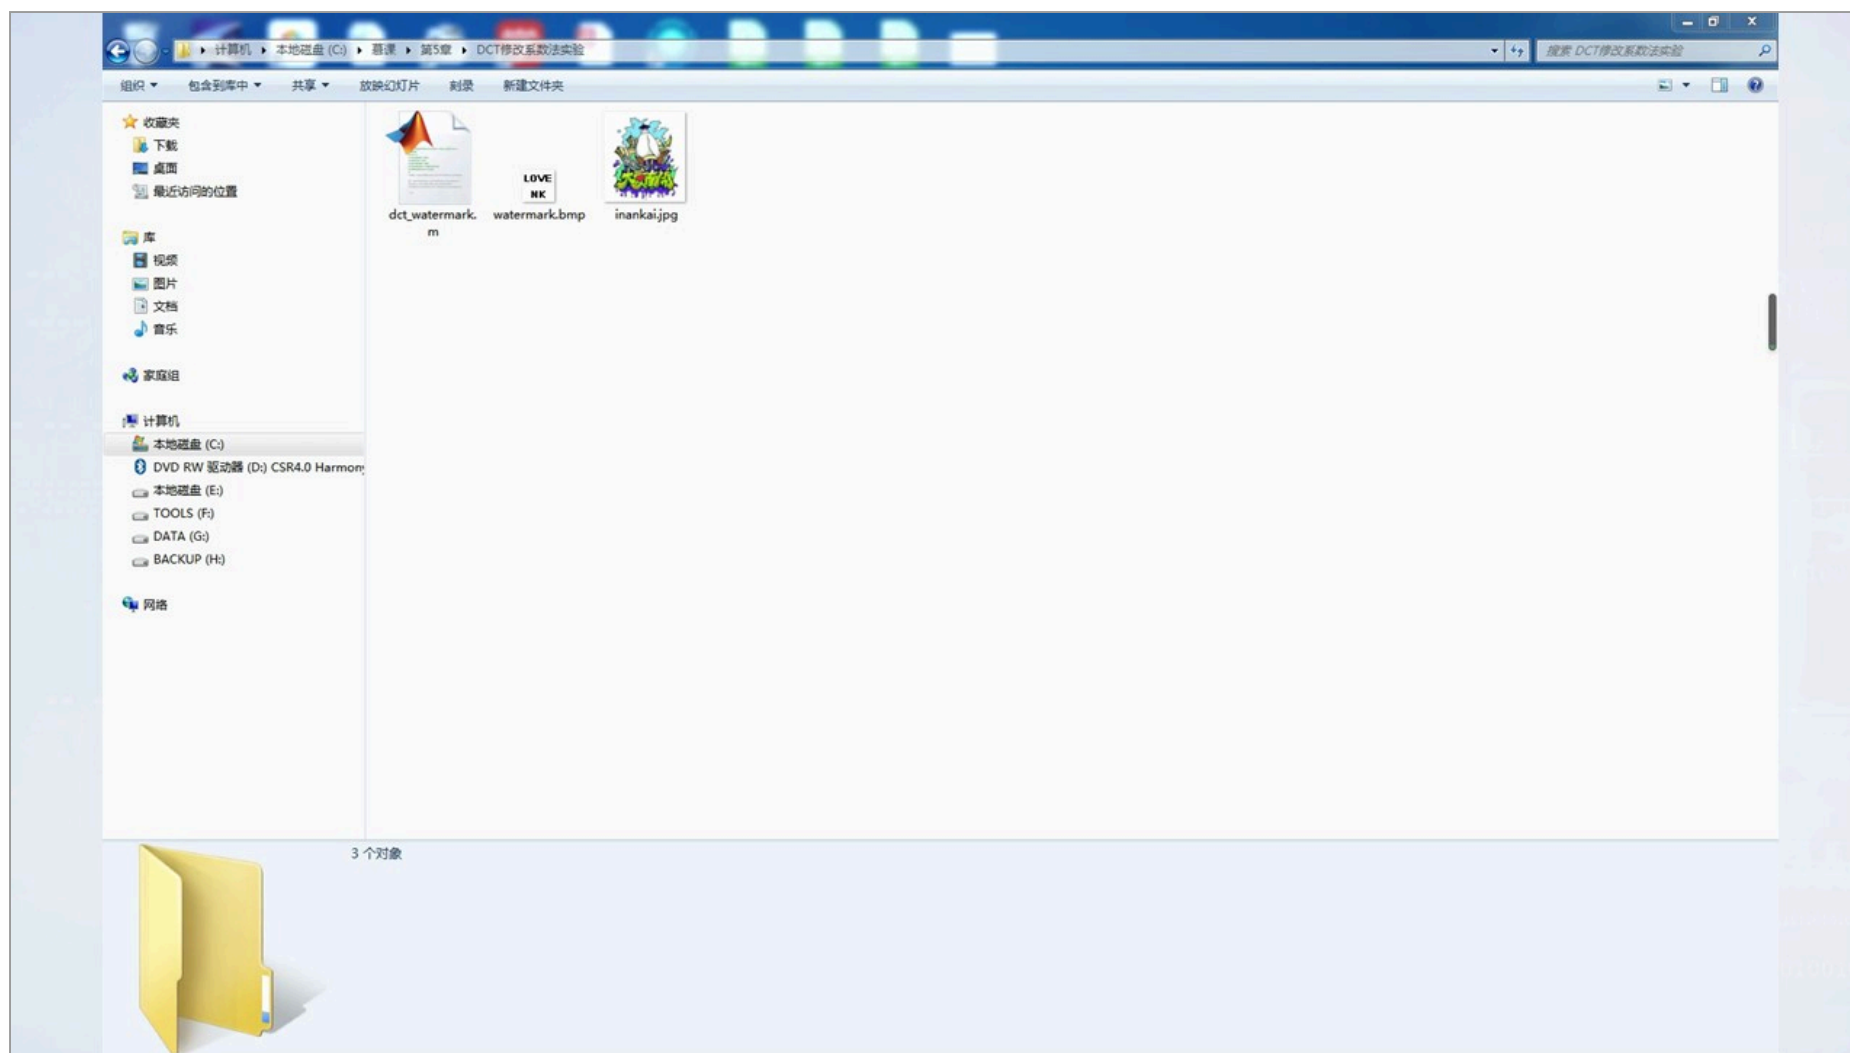 计算机 ▸ 本地磁盘 (C:) ▸ 慕课 ▸ 第5章 ▸ DCT修改系数法实验
搜索 DCT修改系数法实验
组织 包含到库中 共享 放映幻灯片 刻录 新建文件夹
收藏夹
下载
桌面
最近访问的位置
库
视频
图片
文档
音乐
家庭组
计算机
本地磁盘 (C:)
DVD RW 驱动器 (D:) CSR4.0 Harmony
本地磁盘 (E:)
TOOLS (F:)
DATA (G:)
BACKUP (H:)
网络
LOVE
NK
dct_watermark.
m
watermark.bmp
inankai.jpg
3 个对象